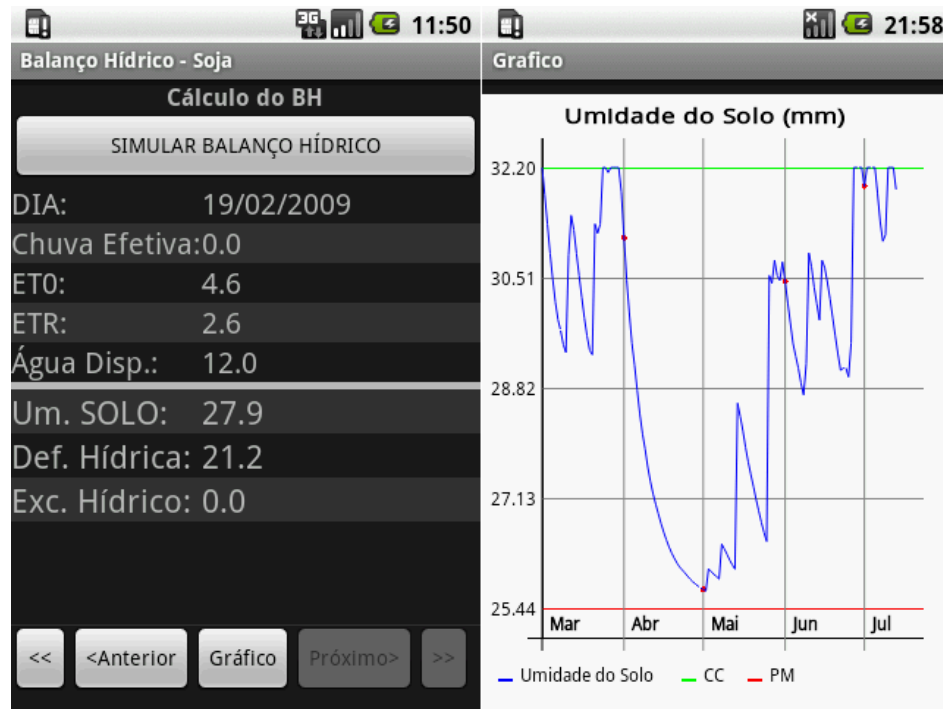 3G 11:50
Balanço Hídrico - Soja
Cálculo do BH
SIMULAR BALANÇO HÍDRICO
DIA: 19/02/2009
Chuva Efetiva:0.0
ET0: 4.6
ETR: 2.6
Água Disp.: 12.0
Um. SOLO: 27.9
Def. Hídrica: 21.2
Exc. Hídrico: 0.0
<< <Anterior Gráfico Próximo> >>
21:58
Grafico
Umidade do Solo (mm)
32.20
30.51
28.82
27.13
25.44
Mar Abr Mai Jun Jul
Umidade do Solo CC PM